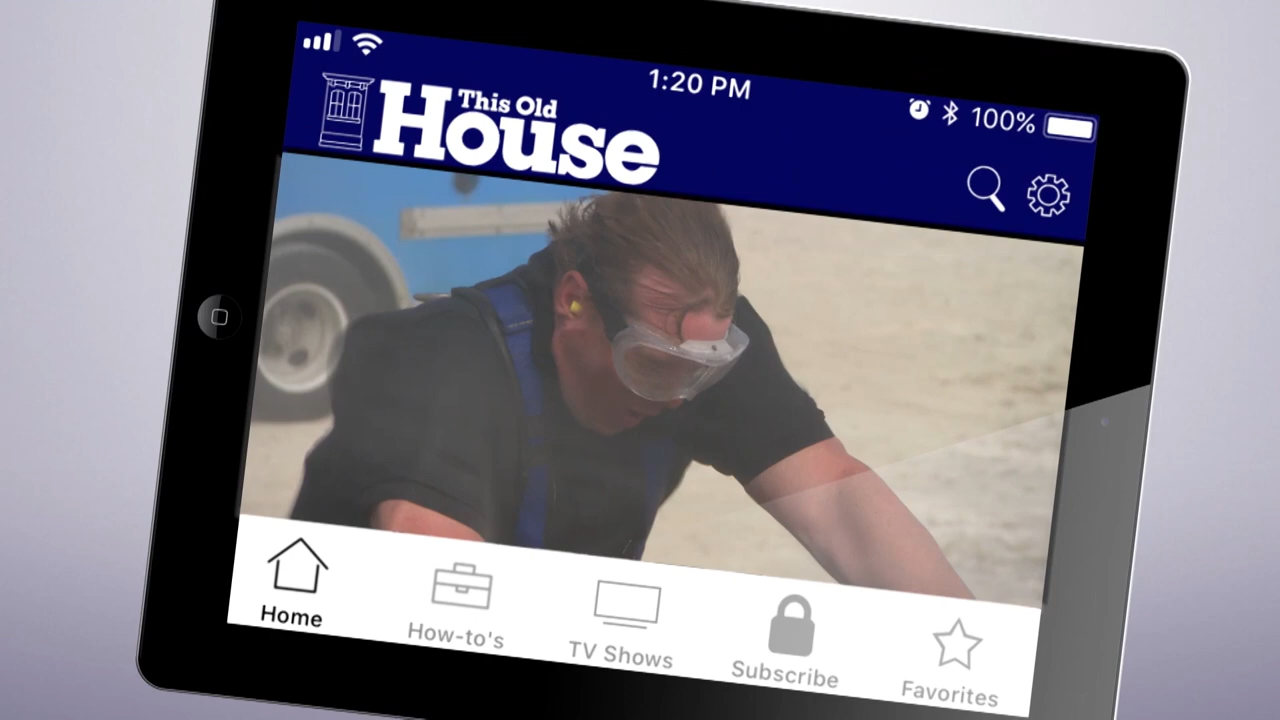 1:20 PM
100%
This Old
House
Home
How-to's
TV Shows
Subscribe
Favorites